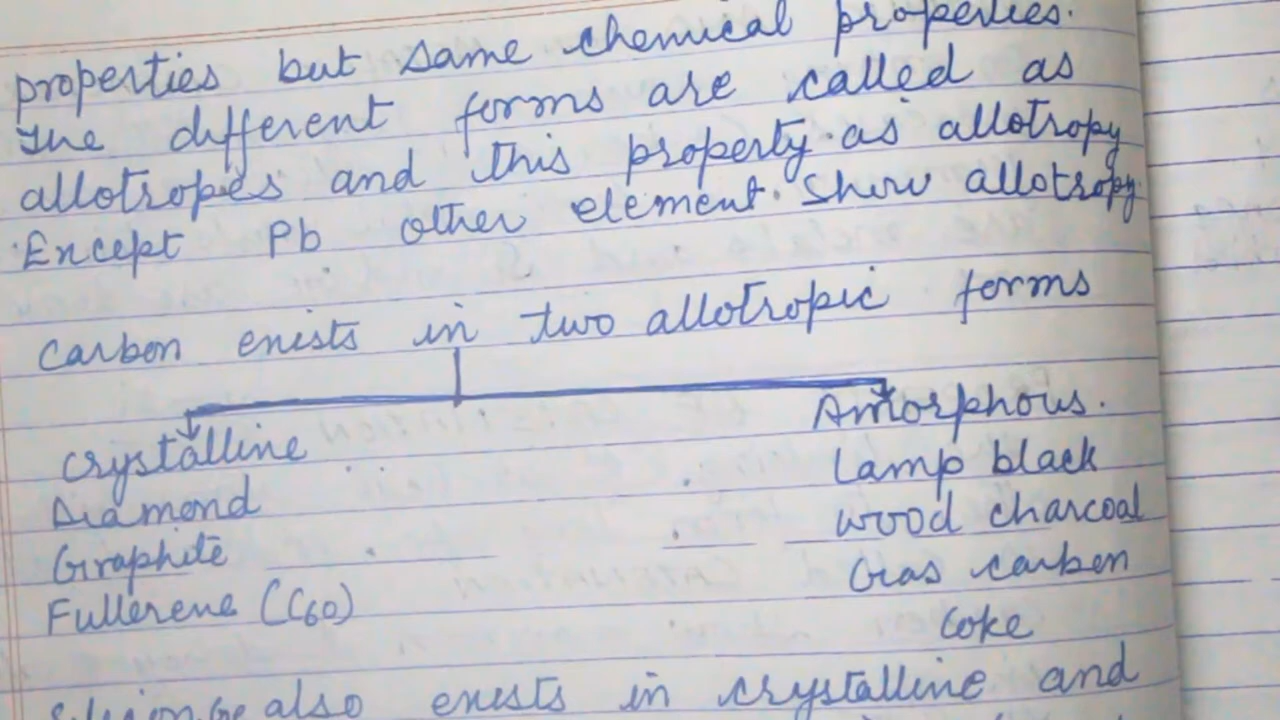 properties but same chemical properties.
The different forms are called as
allotropes and this property as allotropy
Except Pb other element show allotropy.
Carbon exists in two allotropic forms
Crystalline
Amorphous.
Diamond
Lamp black
Graphite
wood charcoal
Fullerene (C60)
Gas carbon
Coke
also exists in crystalline and